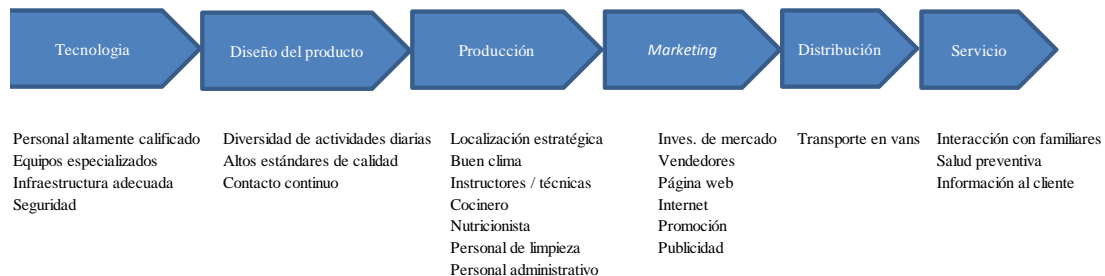 Tecnologia
Diseño del producto
Producción
Marketing
Distribución
Servicio
Personal altamente calificado
Equipos especializados
Infraestructura adecuada
Seguridad
Diversidad de actividades diarias
Altos estándares de calidad
Contacto continuo
Localización estratégica
Buen clima
Instructores / técnicas
Cocinero
Nutricionista
Personal de limpieza
Personal administrativo
Inves. de mercado
Vendedores
Página web
Internet
Promoción
Publicidad
Transporte en vans
Interacción con familiares
Salud preventiva
Información al cliente